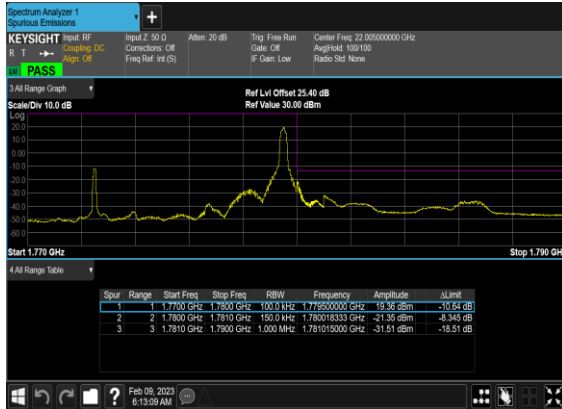 Spectrum Analyzer 1
Spurious Emissions
+
KEYSIGHT Input: RF Input Z: 50 Ω Atten: 20 dB Trig: Free Run Center Freq: 22.005000000 GHz
R T Coupling: DC Corrections: Off Gate: Off Avg|Hold: 100/100
Align: Off Freq Ref: Int (S) IF Gain: Low Radio Std: None
PASS
3 All Range Graph
Ref Lvl Offset 25.40 dB
Scale/Div 10.0 dB Ref Value 30.00 dBm
Log
20.0
10.0
0.00
-10.0
-20.0
-30.0
-40.0
-50.0
-60.0
Start 1.770 GHz Stop 1.790 GH
4 All Range Table
Spur Range Start Freq Stop Freq RBW Frequency Amplitude ΔLimit
1 1 1.7700 GHz 1.7800 GHz 100.0 kHz 1.779500000 GHz 19.36 dBm -10.64 dB
2 2 1.7800 GHz 1.7810 GHz 150.0 kHz 1.780018333 GHz -21.35 dBm -8.345 dB
3 3 1.7810 GHz 1.7900 GHz 1.000 MHz 1.781015000 GHz -31.51 dBm -18.51 dB
? Feb 09, 2023
6:13:09 AM